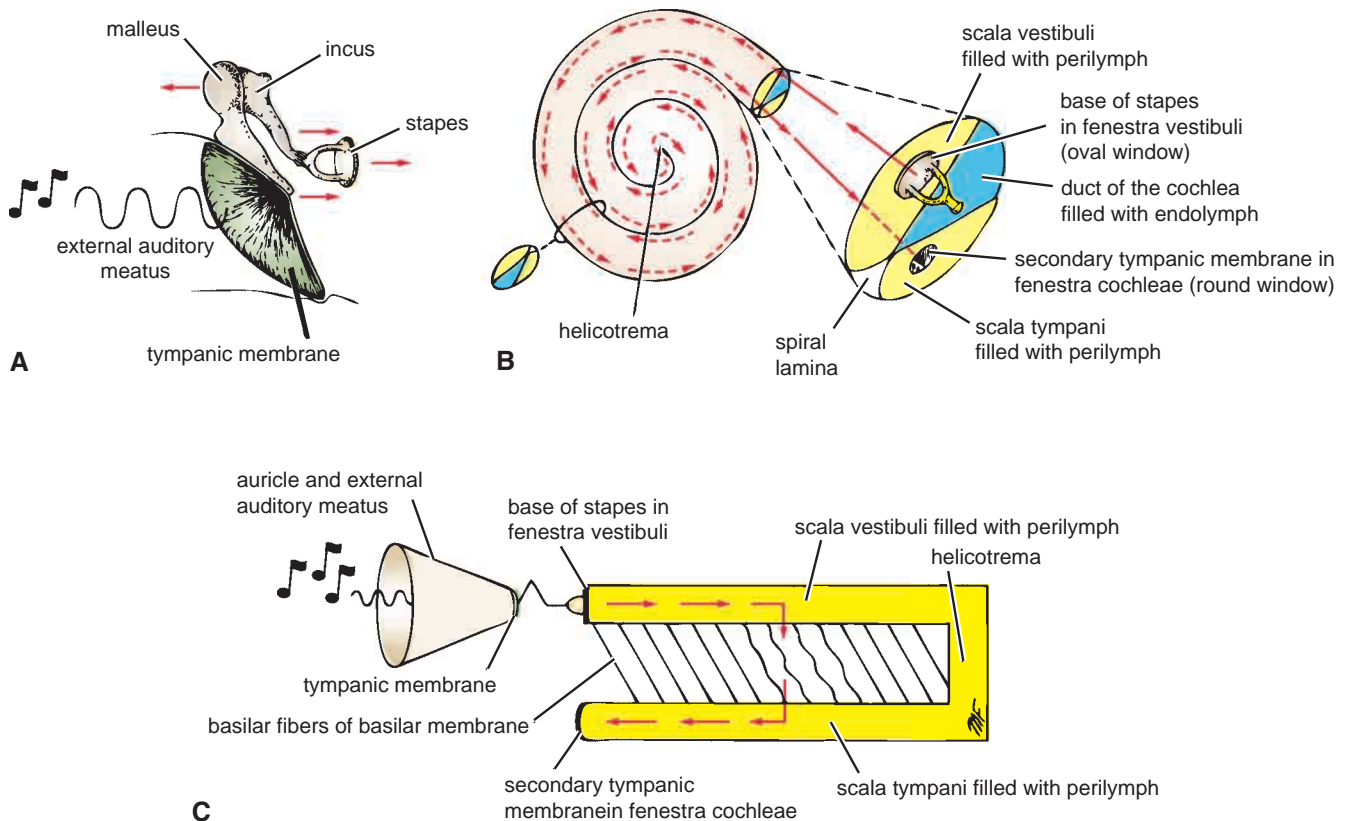 malleus
incus
stapes
external auditory
meatus
tympanic membrane
A
scala vestibuli
filled with perilymph
base of stapes
in fenestra vestibuli
(oval window)
duct of the cochlea
filled with endolymph
secondary tympanic membrane in
fenestra cochleae (round window)
scala tympani
filled with perilymph
spiral
lamina
helicotrema
B
auricle and external
auditory meatus
base of stapes in
fenestra vestibuli
scala vestibuli filled with perilymph
helicotrema
tympanic membrane
basilar fibers of basilar membrane
secondary tympanic
membranein fenestra cochleae
scala tympani filled with perilymph
C